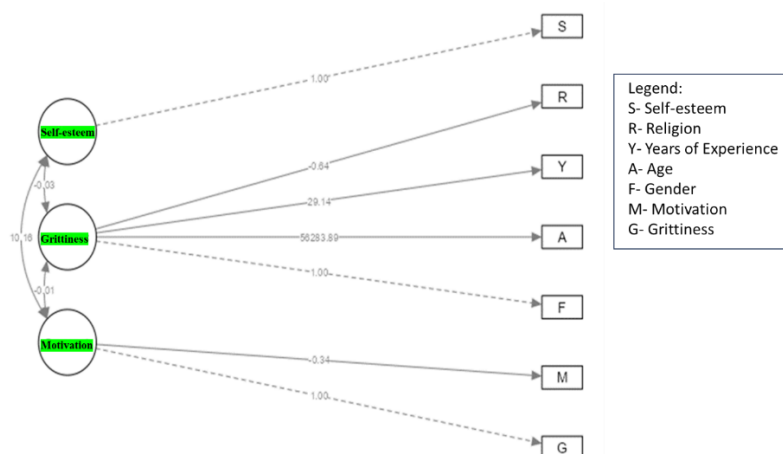 S
1.00
R
Self-esteem
-0.64
Y
-0.03
29.14
10.16
Grittiness
56283.89
A
1.00
F
-0.01
Motivation
-0.34
M
1.00
G
Legend:
S- Self-esteem
R- Religion
Y- Years of Experience
A- Age
F- Gender
M- Motivation
G- Grittiness